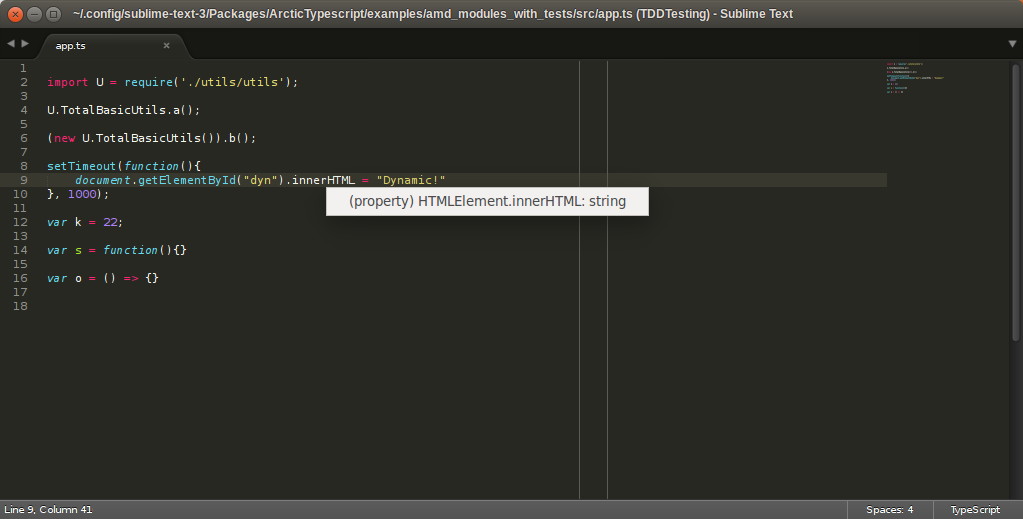 ~/.config/sublime-text-3/Packages/ArcticTypescript/examples/amd_modules_with_tests/src/app.ts (TDDTesting) - Sublime Text
app.ts
1
2 import U = require('./utils/utils');
3
4 U.TotalBasicUtils.a();
5
6 (new U.TotalBasicUtils()).b();
7
8 setTimeout(function(){
9     document.getElementById("dyn").innerHTML = "Dynamic!"
10 }, 1000);
(property) HTMLElement.innerHTML: string
11
12 var k = 22;
13
14 var s = function(){}
15
16 var o = () => {}
17
18
Line 9, Column 41 Spaces: 4 TypeScript